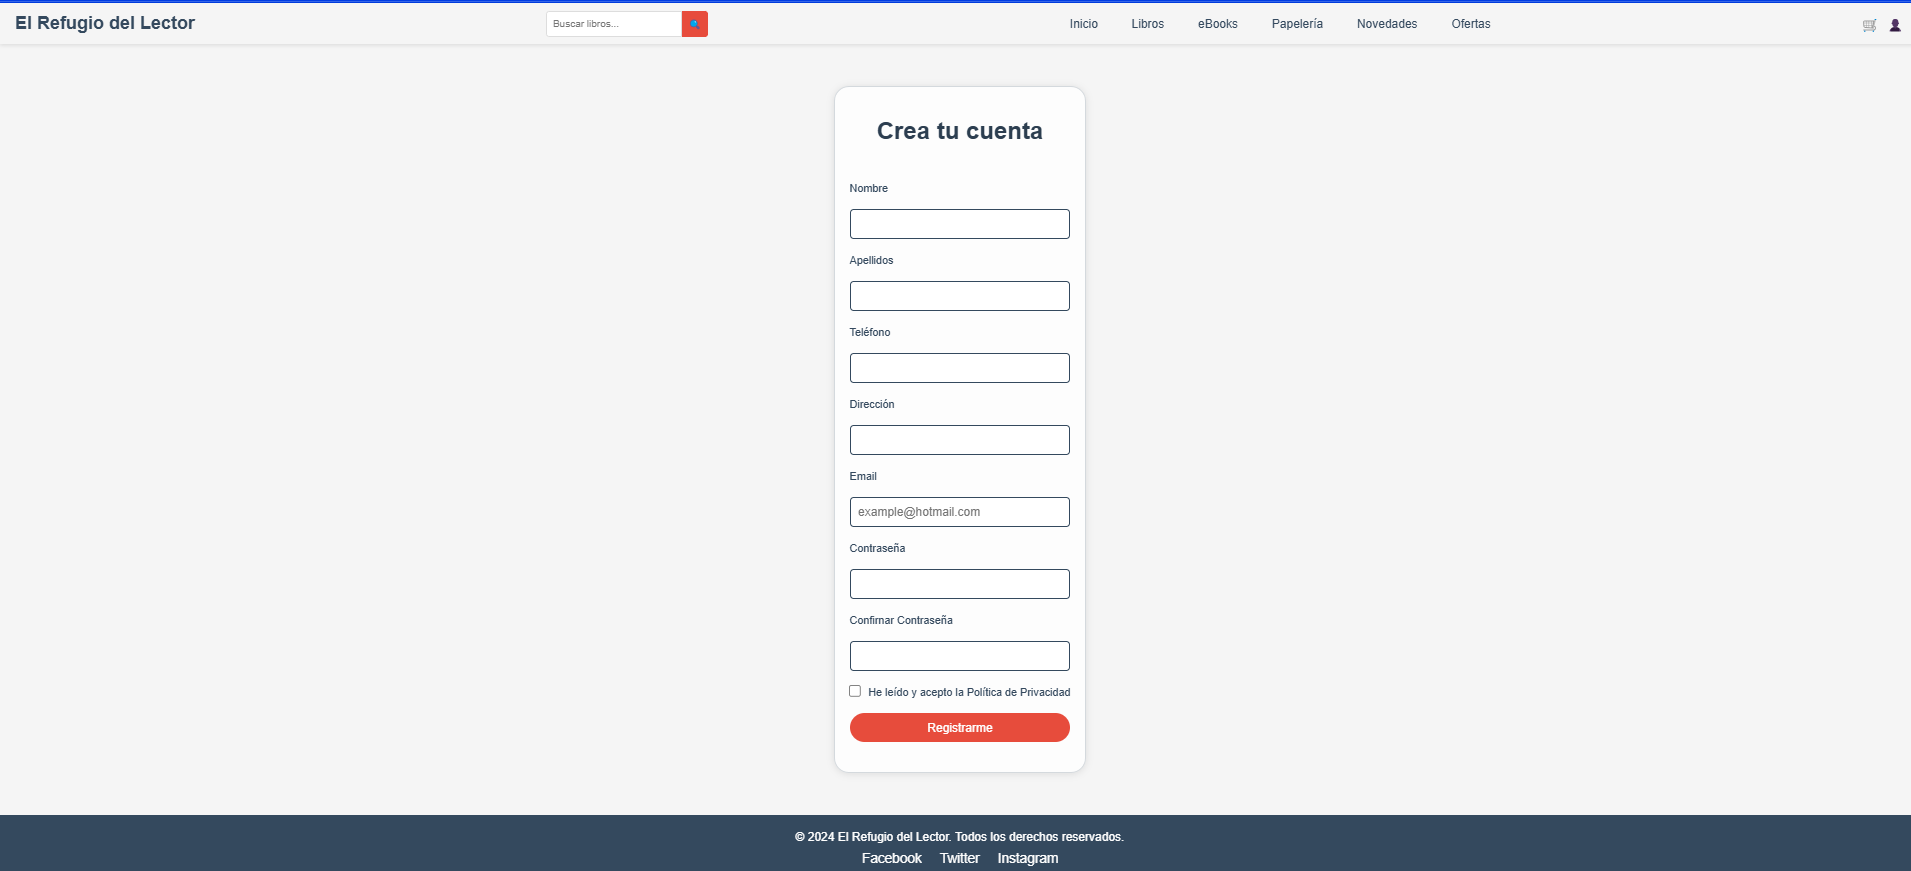 El Refugio del Lector
Buscar libros...
Inicio Libros eBooks Papelería Novedades Ofertas
Crea tu cuenta
Nombre
Apellidos
Teléfono
Dirección
Email
example@hotmail.com
Contraseña
Confirmar Contraseña
He leído y acepto la Política de Privacidad
Registrarme
© 2024 El Refugio del Lector. Todos los derechos reservados.
Facebook Twitter Instagram